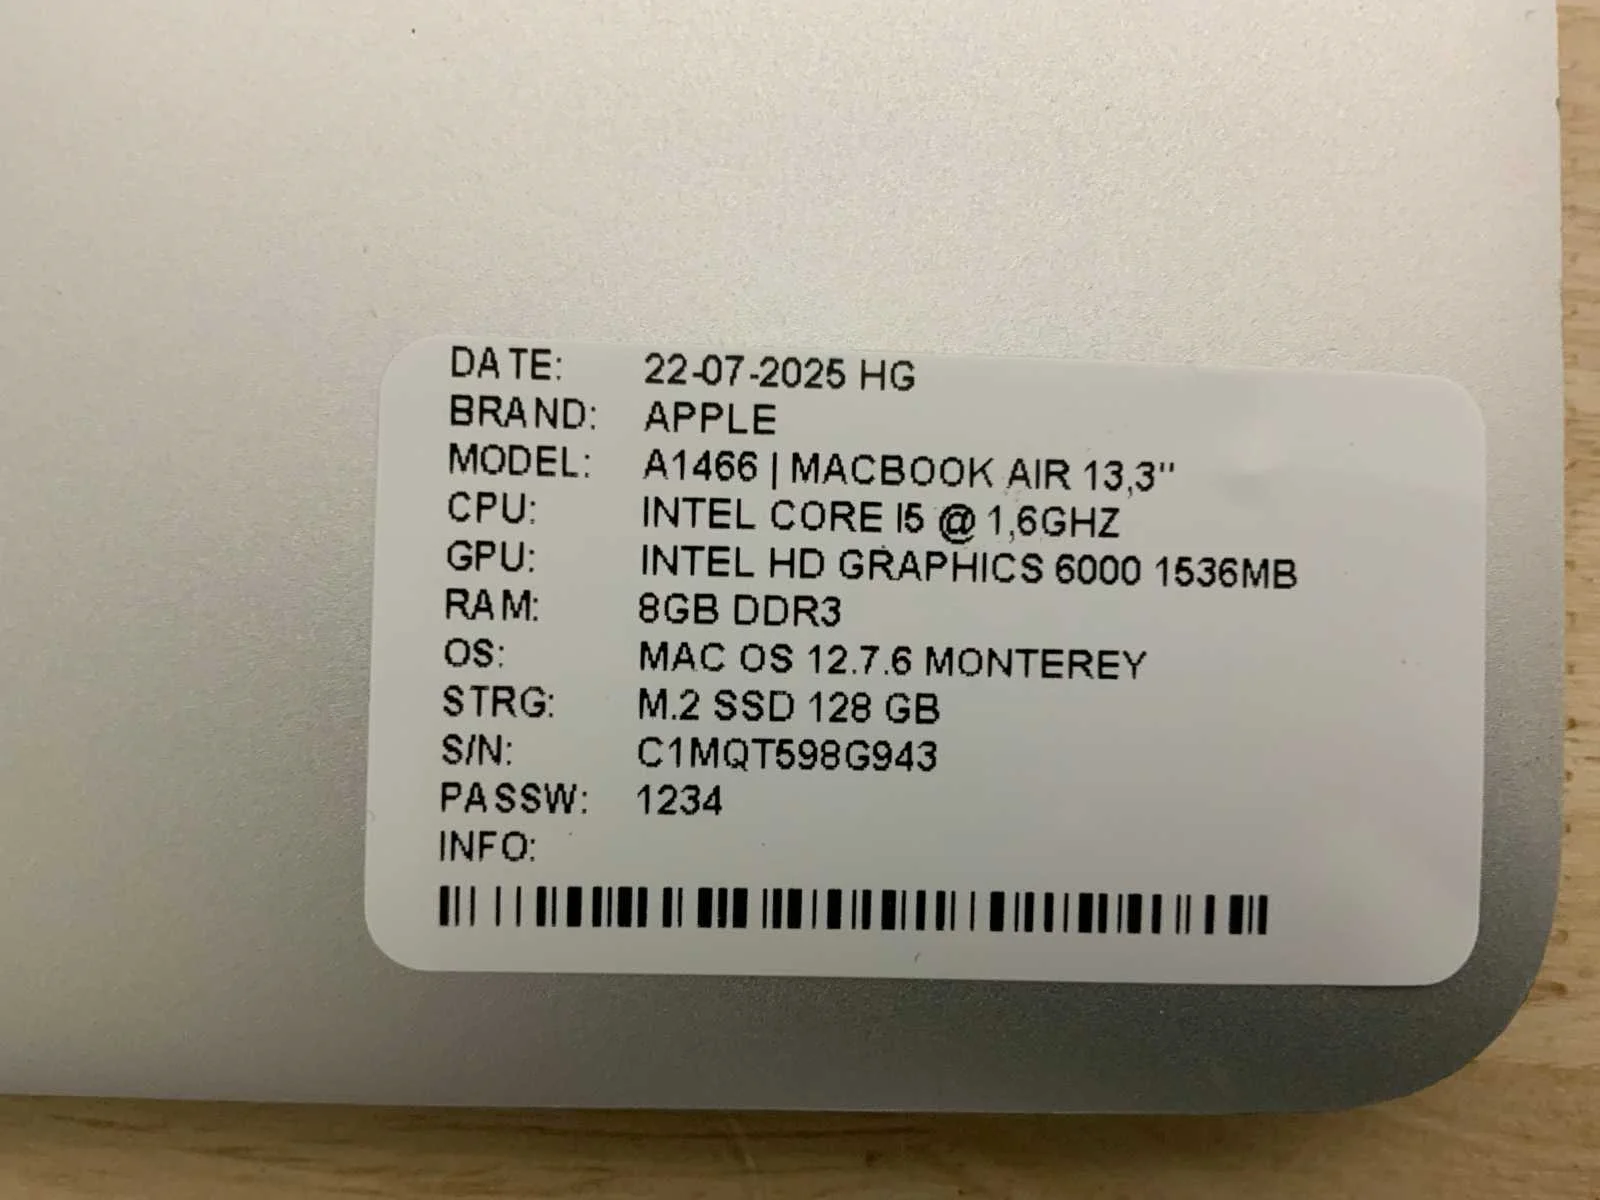 DATE: 22-07-2025 HG
BRAND: APPLE
MODEL: A1466 | MACBOOK AIR 13,3"
CPU: INTEL CORE I5 @ 1,6GHZ
GPU: INTEL HD GRAPHICS 6000 1536MB
RAM: 8GB DDR3
OS: MAC OS 12.7.6 MONTEREY
STRG: M.2 SSD 128 GB
S/N: C1MQT598G943
PASSW: 1234
INFO: